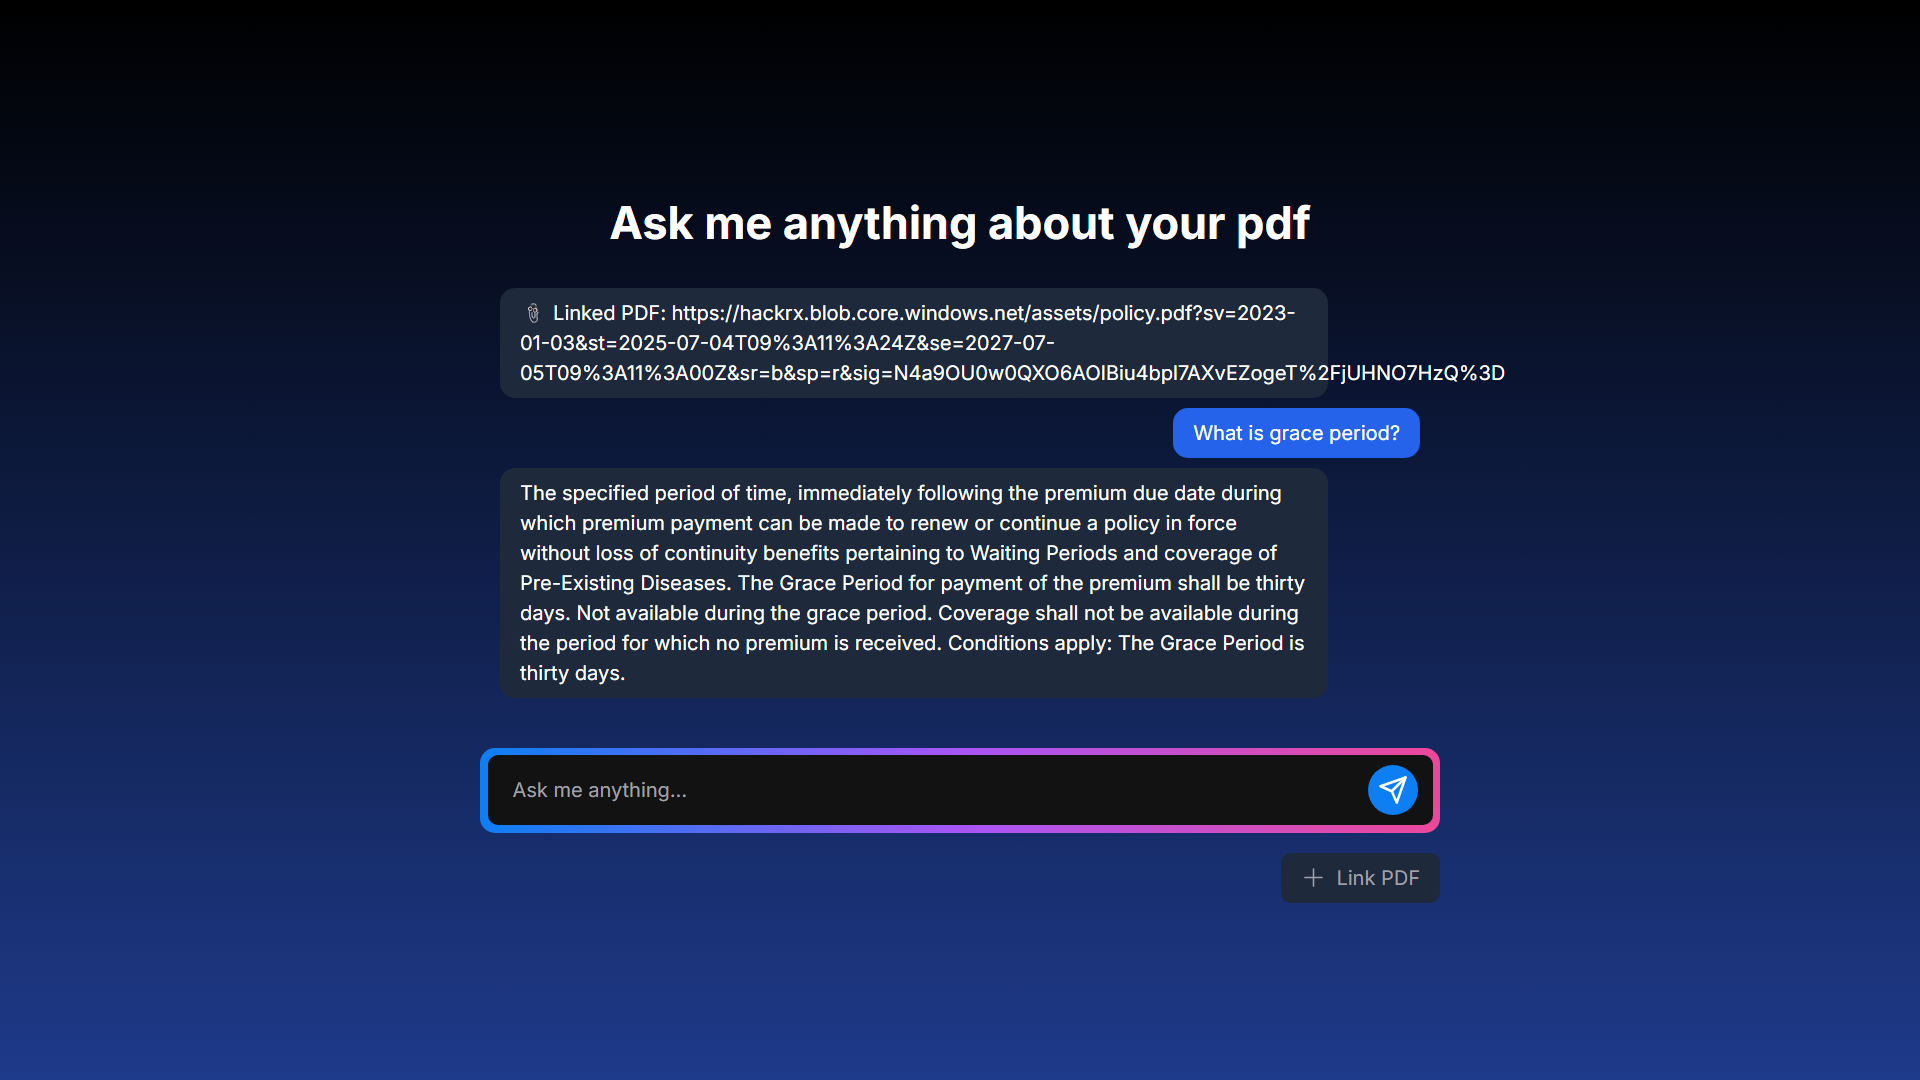 Ask me anything about your pdf
Linked PDF: https://hackrx.blob.core.windows.net/assets/policy.pdf?sv=2023-
01-03&st=2025-07-04T09%3A11%3A24Z&se=2027-07-
05T09%3A11%3A00Z&sr=b&sp=r&sig=N4a9OU0w0QXO6AOlBiu4bpl7AXvEZogeT%2FjUHNO7HzQ%3D
What is grace period?
The specified period of time, immediately following the premium due date during
which premium payment can be made to renew or continue a policy in force
without loss of continuity benefits pertaining to Waiting Periods and coverage of
Pre-Existing Diseases. The Grace Period for payment of the premium shall be thirty
days. Not available during the grace period. Coverage shall not be available during
the period for which no premium is received. Conditions apply: The Grace Period is
thirty days.
Ask me anything...
Link PDF